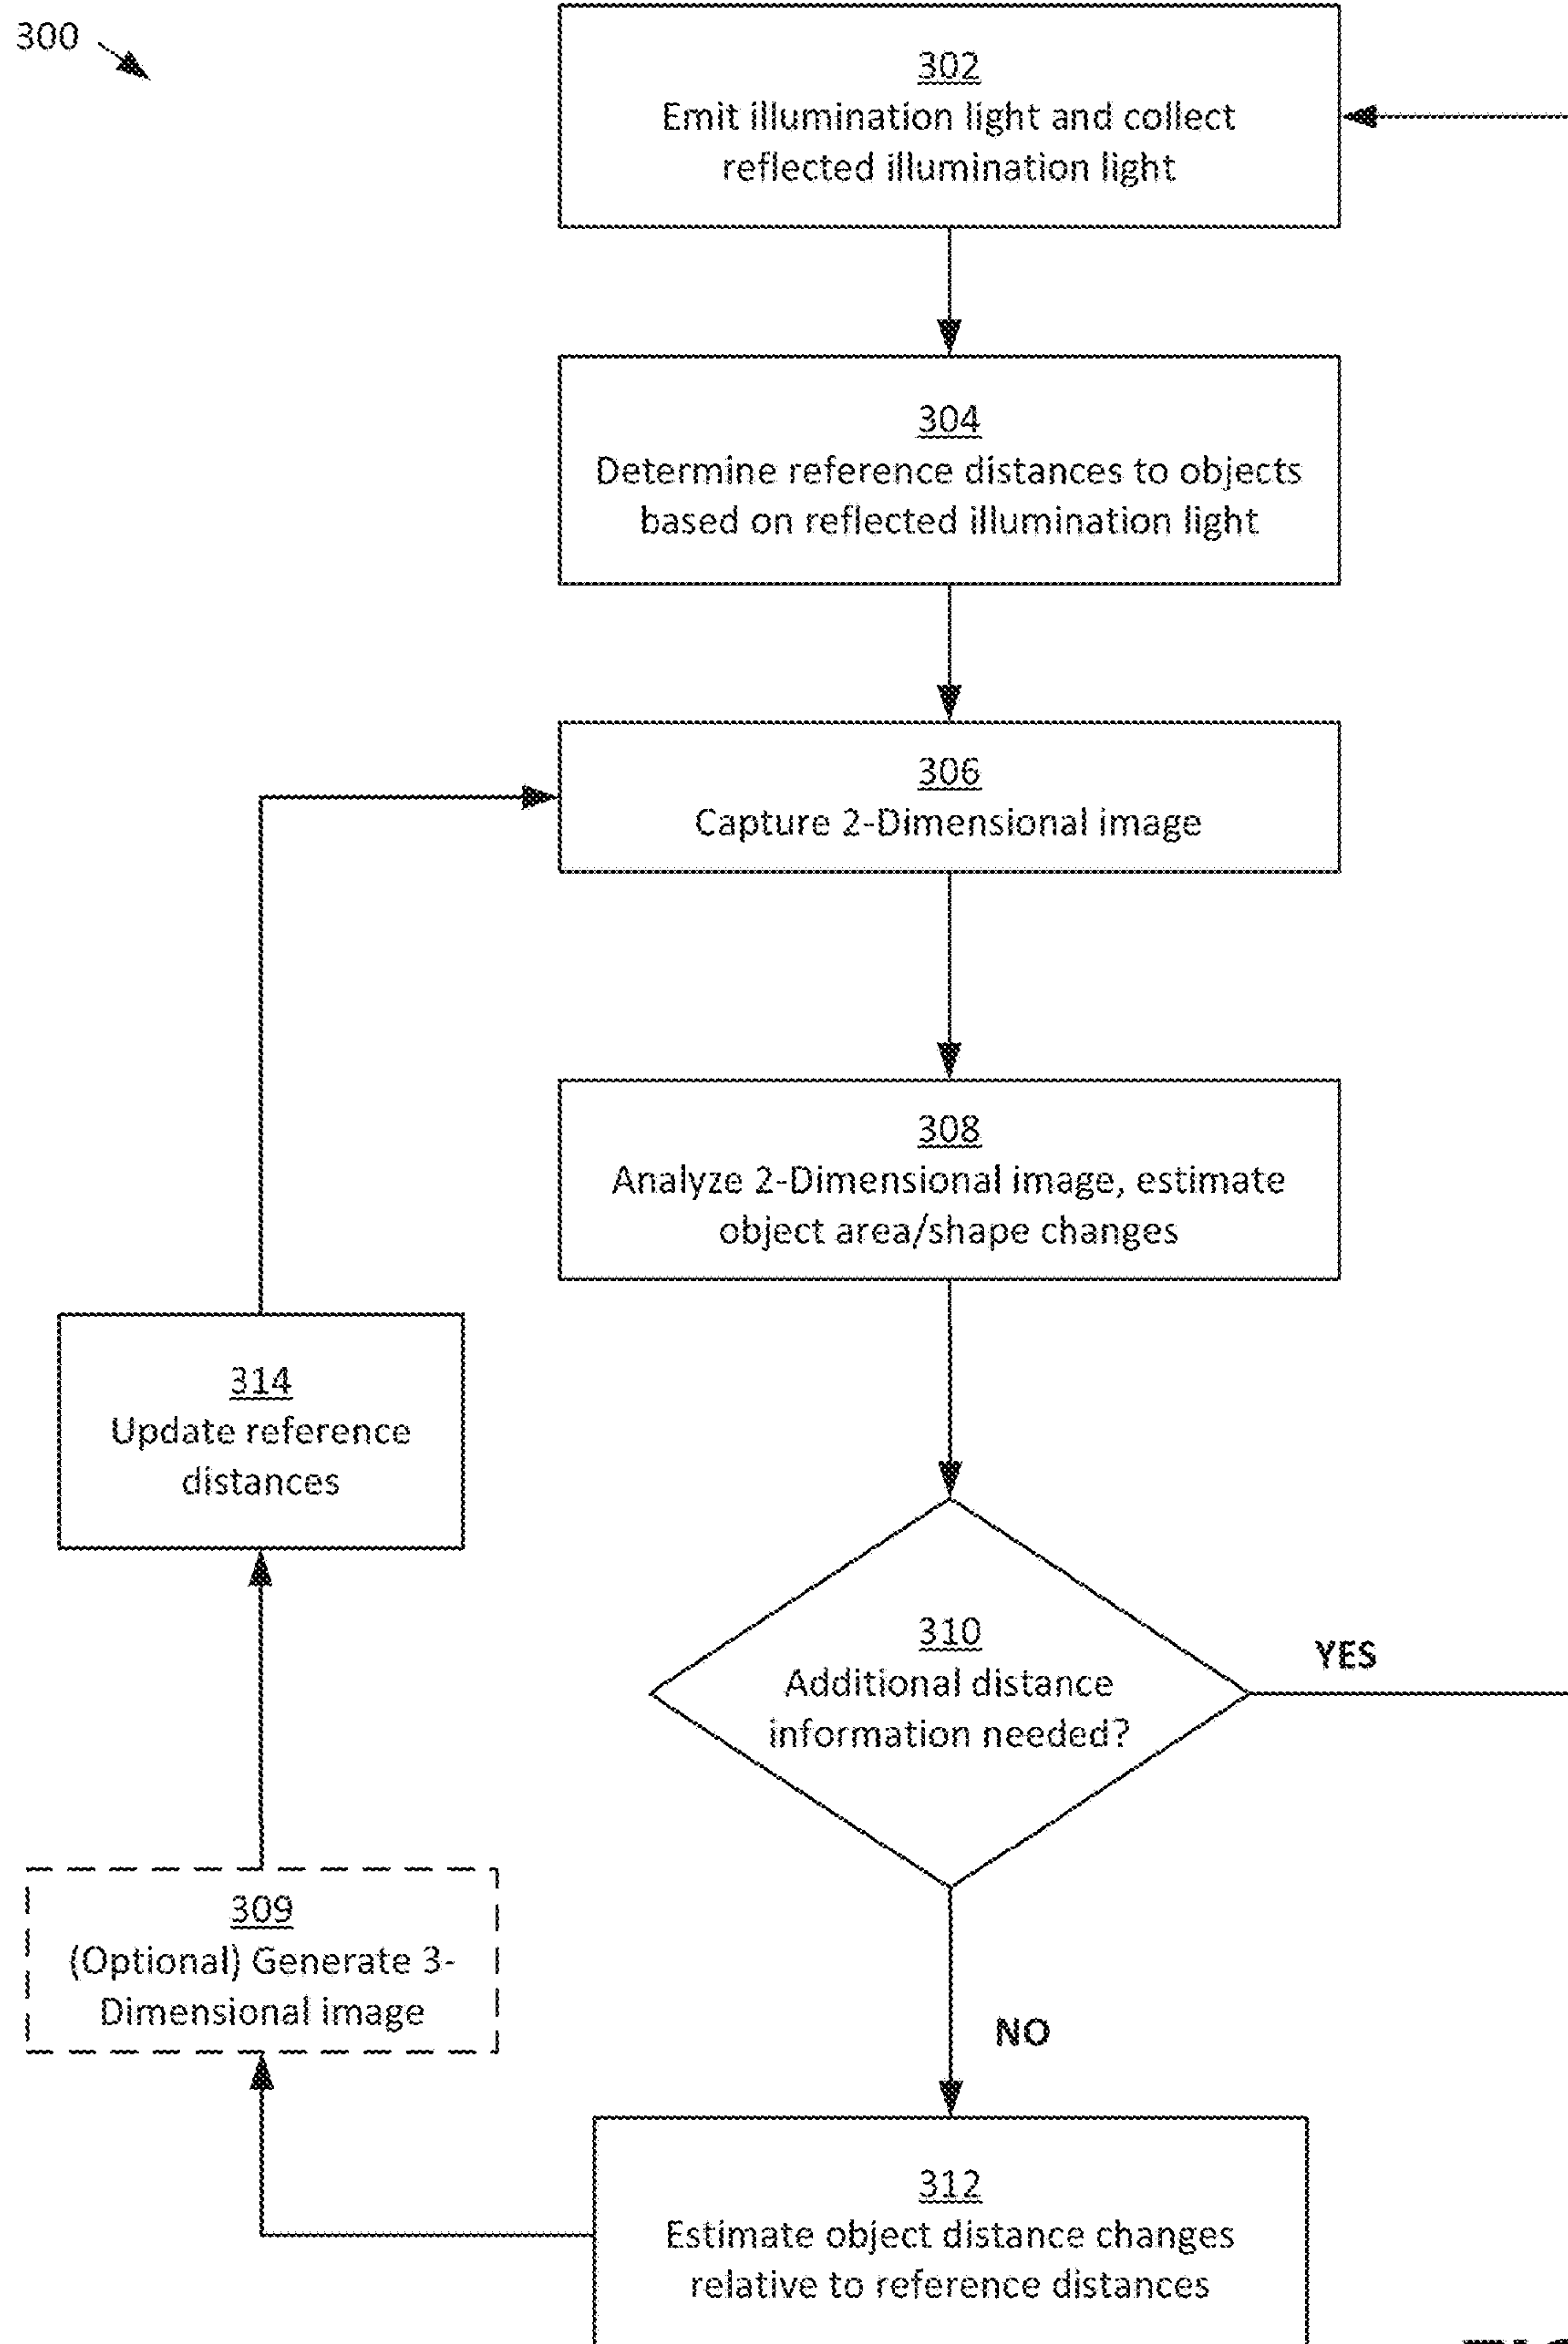 300
302
Emit illumination light and collect
reflected illumination light
304
Determine reference distances to objects
based on reflected illumination light
306
Capture 2-Dimensional image
308
Analyze 2-Dimensional image, estimate
object area/shape changes
314
Update reference
distances
310
Additional distance
information needed?
YES
309
(Optional) Generate 3-
Dimensional image
NO
312
Estimate object distance changes
relative to reference distances